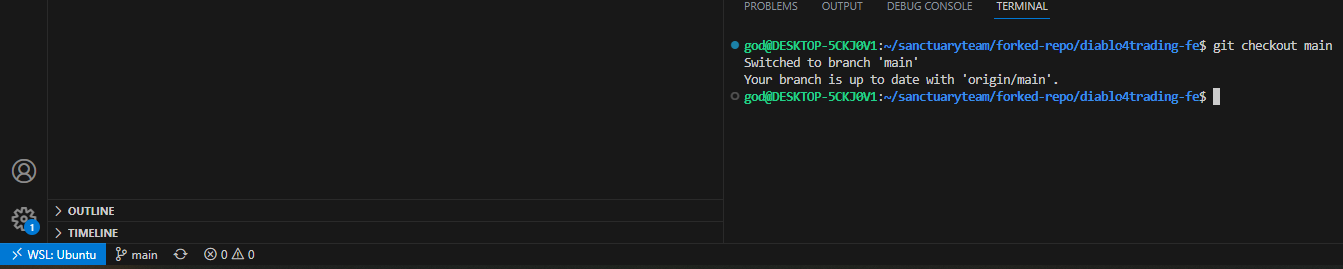 PROBLEMS OUTPUT DEBUG CONSOLE TERMINAL
god@DESKTOP-5CKJ0V1:~/sanctuaryteam/forked-repo/diablo4trading-fe$ git checkout main
Switched to branch 'main'
Your branch is up to date with 'origin/main'.
god@DESKTOP-5CKJ0V1:~/sanctuaryteam/forked-repo/diablo4trading-fe$
1
OUTLINE
TIMELINE
WSL: Ubuntu main 0 0